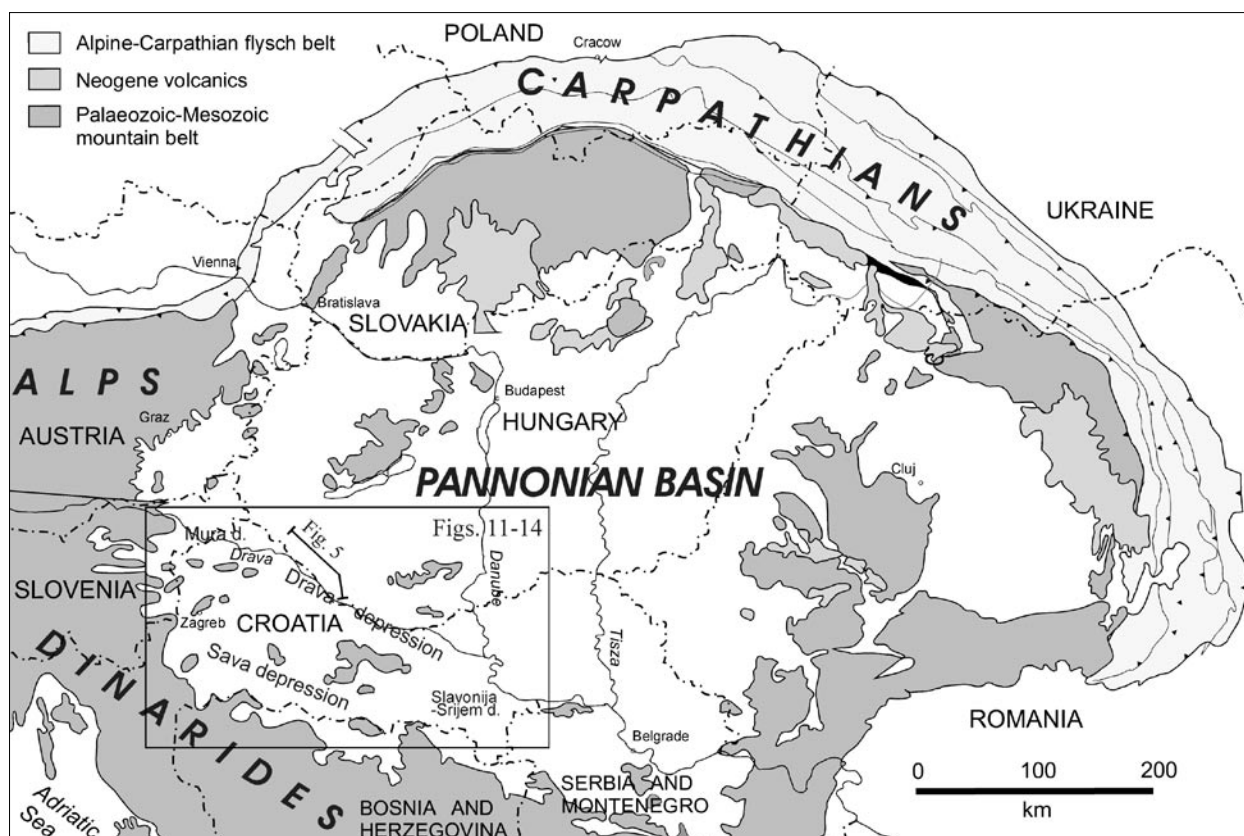 Alpine-Carpathian flysch belt
Neogene volcanics
Palaeozoic-Mesozoic
mountain belt
POLAND
Cracow
CARPATHIANS
UKRAINE
Vienna
Bratislava
SLOVAKIA
ALPS
Budapest
HUNGARY
Graz
AUSTRIA
PANNONIAN BASIN
Cluj
Figs. 11-14
Fig. 5
Mura d.
Drava
Danube
SLOVENIA
Drava depression
Zagreb
CROATIA
Tisza
Sava depression
Slavonija
-Srijem d.
DINARIDES
Belgrade
ROMANIA
SERBIA AND
MONTENEGRO
BOSNIA AND
HERZEGOVINA
Adriatic
Sea
0 100 200
km